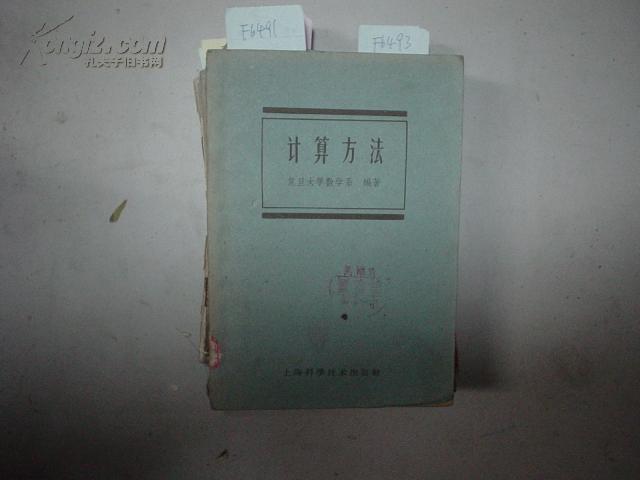 Kongfz.com
孔夫子旧书网
F6491
F6493
计算方法
复旦大学数学系 编著
上海科学技术出版社